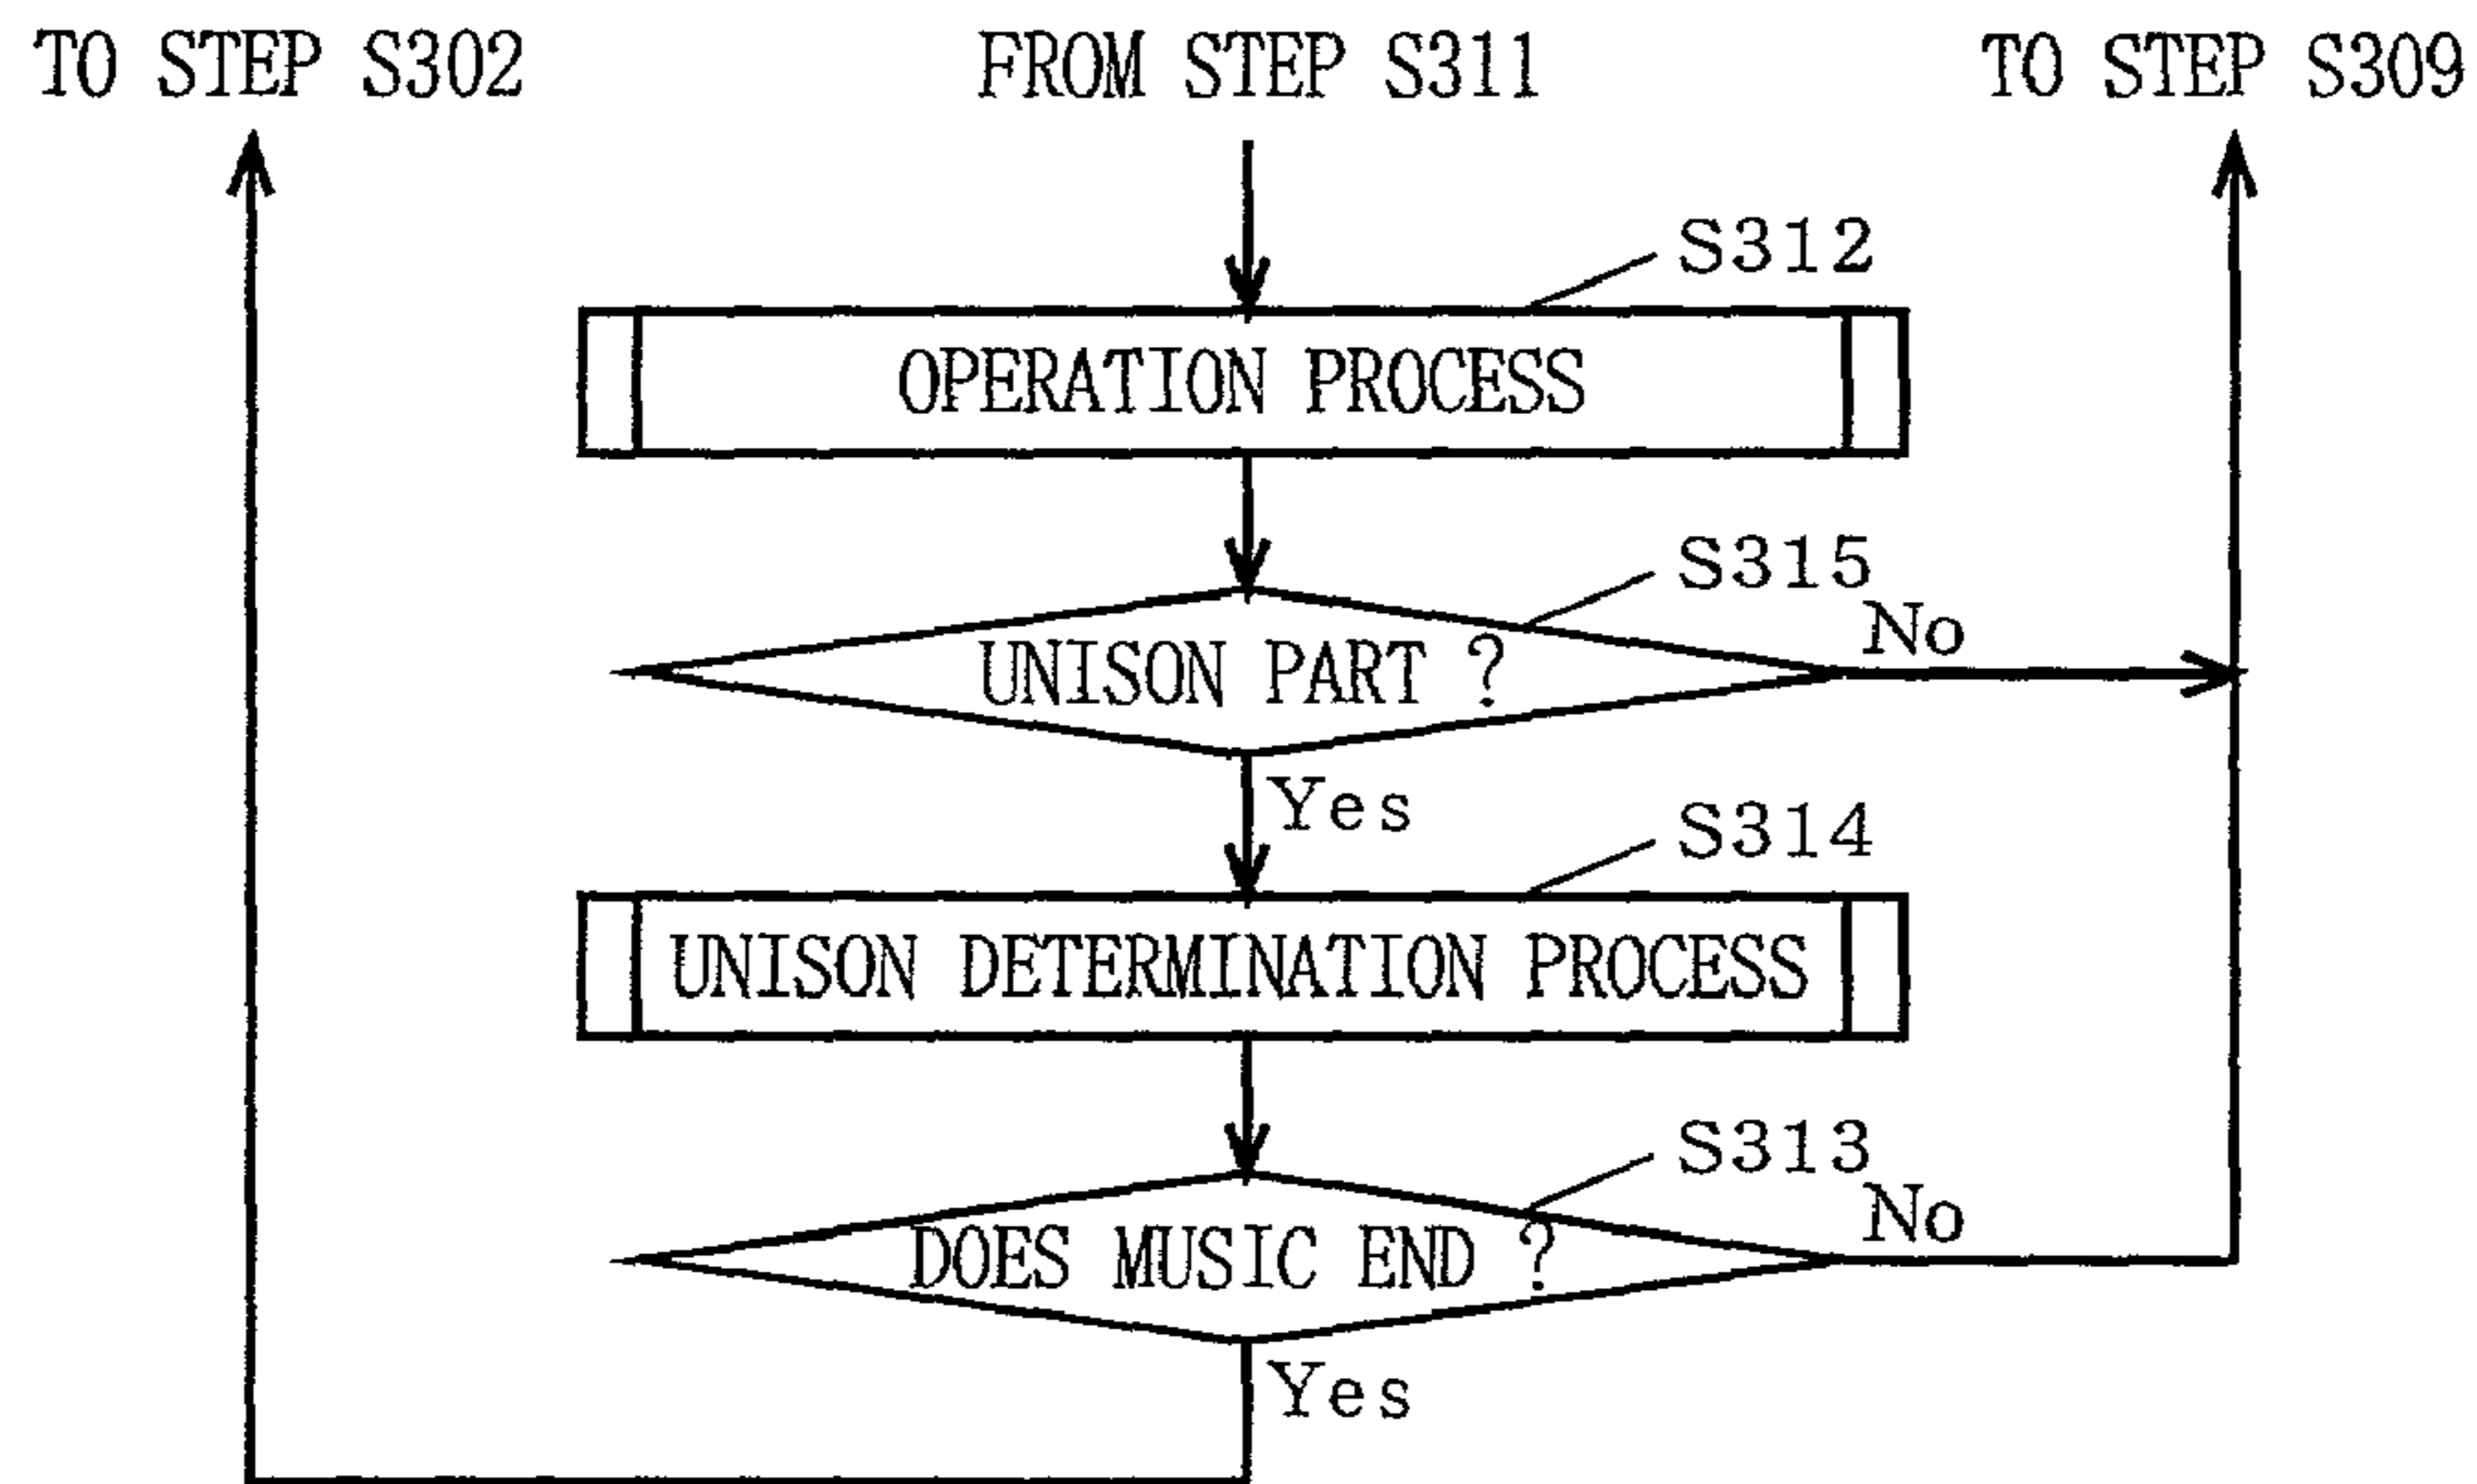 TO STEP S302
FROM STEP S311
TO STEP S309
S312
OPERATION PROCESS
S315
UNISON PART ?
No
Yes
S314
UNISON DETERMINATION PROCESS
S313
DOES MUSIC END ?
No
Yes